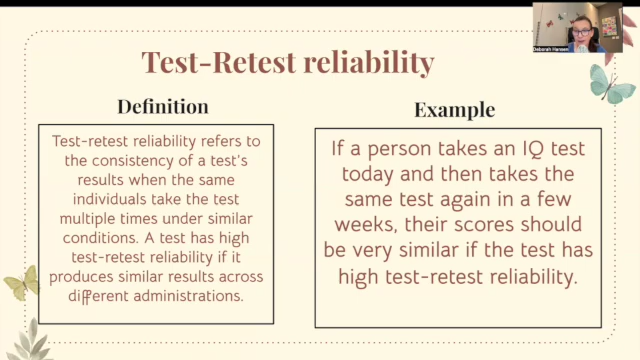 Test-Retest reliability
Definition
Test-retest reliability refers to
the consistency of a test's
results when the same
individuals take the test
multiple times under similar
conditions. A test has high
test-retest reliability if it
produces similar results across
different administrations.
Example
If a person takes an IQ test
today and then takes the
same test again in a few
weeks, their scores should
be very similar if the test has
high test-retest reliability.
Deborah Hansen